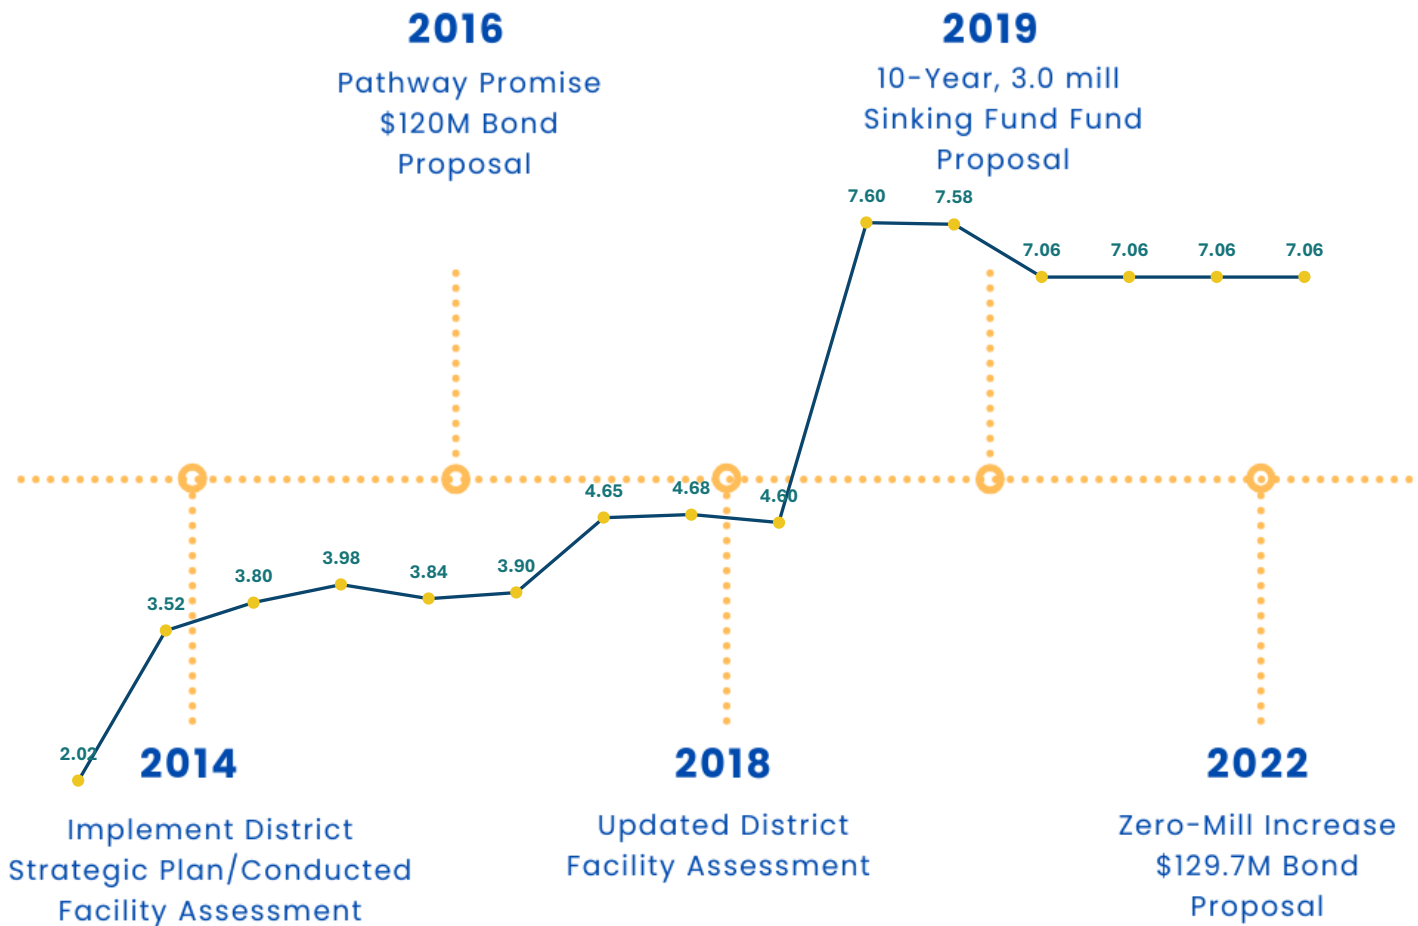 2016
Pathway Promise
$120M Bond
Proposal
2019
10-Year, 3.0 mill
Sinking Fund Fund
Proposal
7.60
7.58
7.06
7.06
7.06
7.06
4.65
4.68
4.60
3.98
3.90
3.84
3.80
3.52
2.02
2014
Implement District
Strategic Plan/Conducted
Facility Assessment
2018
Updated District
Facility Assessment
2022
Zero-Mill Increase
$129.7M Bond
Proposal